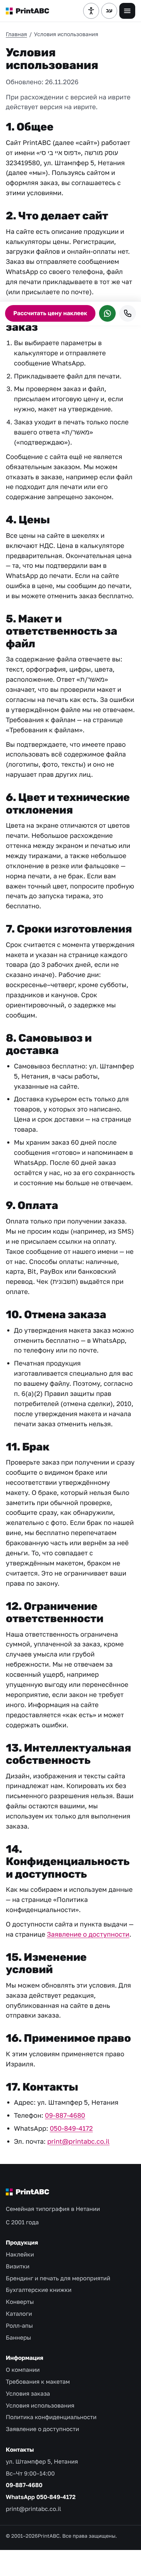 PrintABC
עב
Главная / Условия использования
Условия
использования
Обновлено: 26.11.2026
При расхождении с версией на иврите
действует версия на иврите.
1. Общее
Сайт PrintABC (далее «сайт») работает
323419580, ул. Штампфер 5, Нетания
(далее «мы»). Пользуясь сайтом и
оформляя заказ, вы соглашаетесь с
этими условиями.
2. Что делает сайт
На сайте есть описание продукции и
калькуляторы цены. Регистрации,
загрузки файлов и онлайн-оплаты нет.
Заказ вы отправляете сообщением
WhatsApp со своего телефона, файл
для печати прикладываете в тот же чат
(или присылаете по почте).
Рассчитать цену наклеек
заказ
1. Вы выбираете параметры в
калькуляторе и отправляете
сообщение WhatsApp.
2. Прикладываете файл для печати.
3. Мы проверяем заказ и файл,
присылаем итоговую цену и, если
нужно, макет на утверждение.
4. Заказ уходит в печать только после
вашего ответа «מאשר/ת»
(«подтверждаю»).
Сообщение с сайта ещё не является
обязательным заказом. Мы можем
отказать в заказе, например если файл
не подходит для печати или его
содержание запрещено законом.
4. Цены
Все цены на сайте в шекелях и
включают НДС. Цена в калькуляторе
предварительная. Окончательная цена
— та, что мы подтвердили вам в
WhatsApp до печати. Если на сайте
ошибка в цене, мы сообщим до печати,
и вы можете отменить заказ бесплатно.
5. Макет и
ответственность за
файл
За содержание файла отвечаете вы:
текст, орфография, цифры, цвета,
расположение. Ответ «מאשר/ת»
означает, что вы проверили макет и
согласны на печать как есть. За ошибки
в утверждённом файле мы не отвечаем.
Требования к файлам — на странице
«Требования к файлам».
Вы подтверждаете, что имеете право
использовать всё содержимое файла
(логотипы, фото, тексты) и оно не
нарушает прав других лиц.
6. Цвет и технические
отклонения
Цвета на экране отличаются от цветов
печати. Небольшое расхождение
оттенка между экраном и печатью или
между тиражами, а также небольшое
отклонение в резке или фальцовке —
норма печати, а не брак. Если вам
важен точный цвет, попросите пробную
печать до запуска тиража, это
бесплатно.
7. Сроки изготовления
Срок считается с момента утверждения
макета и указан на странице каждого
товара (до 3 рабочих дней, если не
указано иначе). Рабочие дни:
воскресенье–четверг, кроме субботы,
праздников и канунов. Срок
ориентировочный, о задержке мы
сообщим.
8. Самовывоз и
доставка
Самовывоз бесплатно: ул. Штампфер
5, Нетания, в часы работы,
указанные на сайте.
Доставка курьером есть только для
товаров, у которых это написано.
Цена и срок доставки — на странице
товара.
Мы храним заказ 60 дней после
сообщения «готово» и напоминаем в
WhatsApp. После 60 дней заказ
остаётся у нас, но мы за сохранность
и состояние мы больше не отвечаем.
9. Оплата
Оплата только при получении заказа.
Мы не просим коды (например, из SMS)
и не присылаем ссылки на оплату.
Такое сообщение от нашего имени — не
от нас. Способы оплаты: наличные,
карта, Bit, PayBox или банковский
перевод. Чек (חשבונית) выдаётся при
оплате.
10. Отмена заказа
До утверждения макета заказ можно
отменить бесплатно — в WhatsApp,
по телефону или по почте.
Печатная продукция
изготавливается специально для вас
по вашему файлу. Поэтому, согласно
п. 6(а)(2) Правил защиты прав
потребителей (отмена сделки), 2010,
после утверждения макета и начала
печати заказ отменить нельзя.
11. Брак
Проверьте заказ при получении и сразу
сообщите о видимом браке или
несоответствии утверждённому
макету. О браке, который нельзя было
заметить при обычной проверке,
сообщите сразу, как обнаружили,
желательно с фото. Если брак по нашей
вине, мы бесплатно перепечатаем
бракованную часть или вернём за неё
деньги. То, что совпадает с
утверждённым макетом, браком не
считается. Это не ограничивает ваши
права по закону.
12. Ограничение
ответственности
Наша ответственность ограничена
суммой, уплаченной за заказ, кроме
случаев умысла или грубой
небрежности. Мы не отвечаем за
косвенный ущерб, например
упущенную выгоду или перенесённое
мероприятие, если закон не требует
иного. Информация на сайте
предоставляется «как есть» и может
содержать ошибки.
13. Интеллектуальная
собственность
Дизайн, изображения и тексты сайта
принадлежат нам. Копировать их без
письменного разрешения нельзя. Ваши
файлы остаются вашими, мы
используем их только для выполнения
заказа.
14.
Конфиденциальность
и доступность
Как мы собираем и используем данные
— на странице «Политика
конфиденциальности».
О доступности сайта и пункта выдачи —
на странице Заявление о доступности.
15. Изменение
условий
Мы можем обновлять эти условия. Для
заказа действует редакция,
опубликованная на сайте в день
отправки заказа.
16. Применимое право
К этим условиям применяется право
Израиля.
17. Контакты
Адрес: ул. Штампфер 5, Нетания
Телефон: 09-887-4680
WhatsApp: 050-849-4172
Эл. почта: print@printabc.co.il
PrintABC
Семейная типография в Нетании
С 2001 года
Продукция
Наклейки
Визитки
Брендинг и печать для мероприятий
Бухгалтерские книжки
Конверты
Каталоги
Ролл-апы
Баннеры
Информация
О компании
Требования к макетам
Условия заказа
Условия использования
Политика конфиденциальности
Заявление о доступности
Контакты
ул. Штампфер 5, Нетания
Вс–Чт 9:00–14:00
09-887-4680
WhatsApp 050-849-4172
print@printabc.co.il
© 2001–2026PrintABC. Все права защищены.